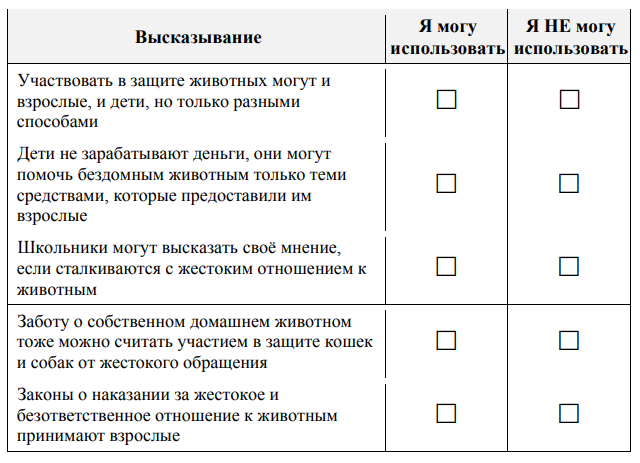 Высказывание
Я могу
использовать
Я НЕ могу
использовать
Участвовать в защите животных могут и
взрослые, и дети, но только разными
способами
Дети не зарабатывают деньги, они могут
помочь бездомным животным только теми
средствами, которые предоставили им
взрослые
Школьники могут высказать своё мнение,
если сталкиваются с жестоким отношением к
животным
Заботу о собственном домашнем животном
тоже можно считать участием в защите кошек
и собак от жестокого обращения
Законы о наказании за жестокое и
безответственное отношение к животным
принимают взрослые